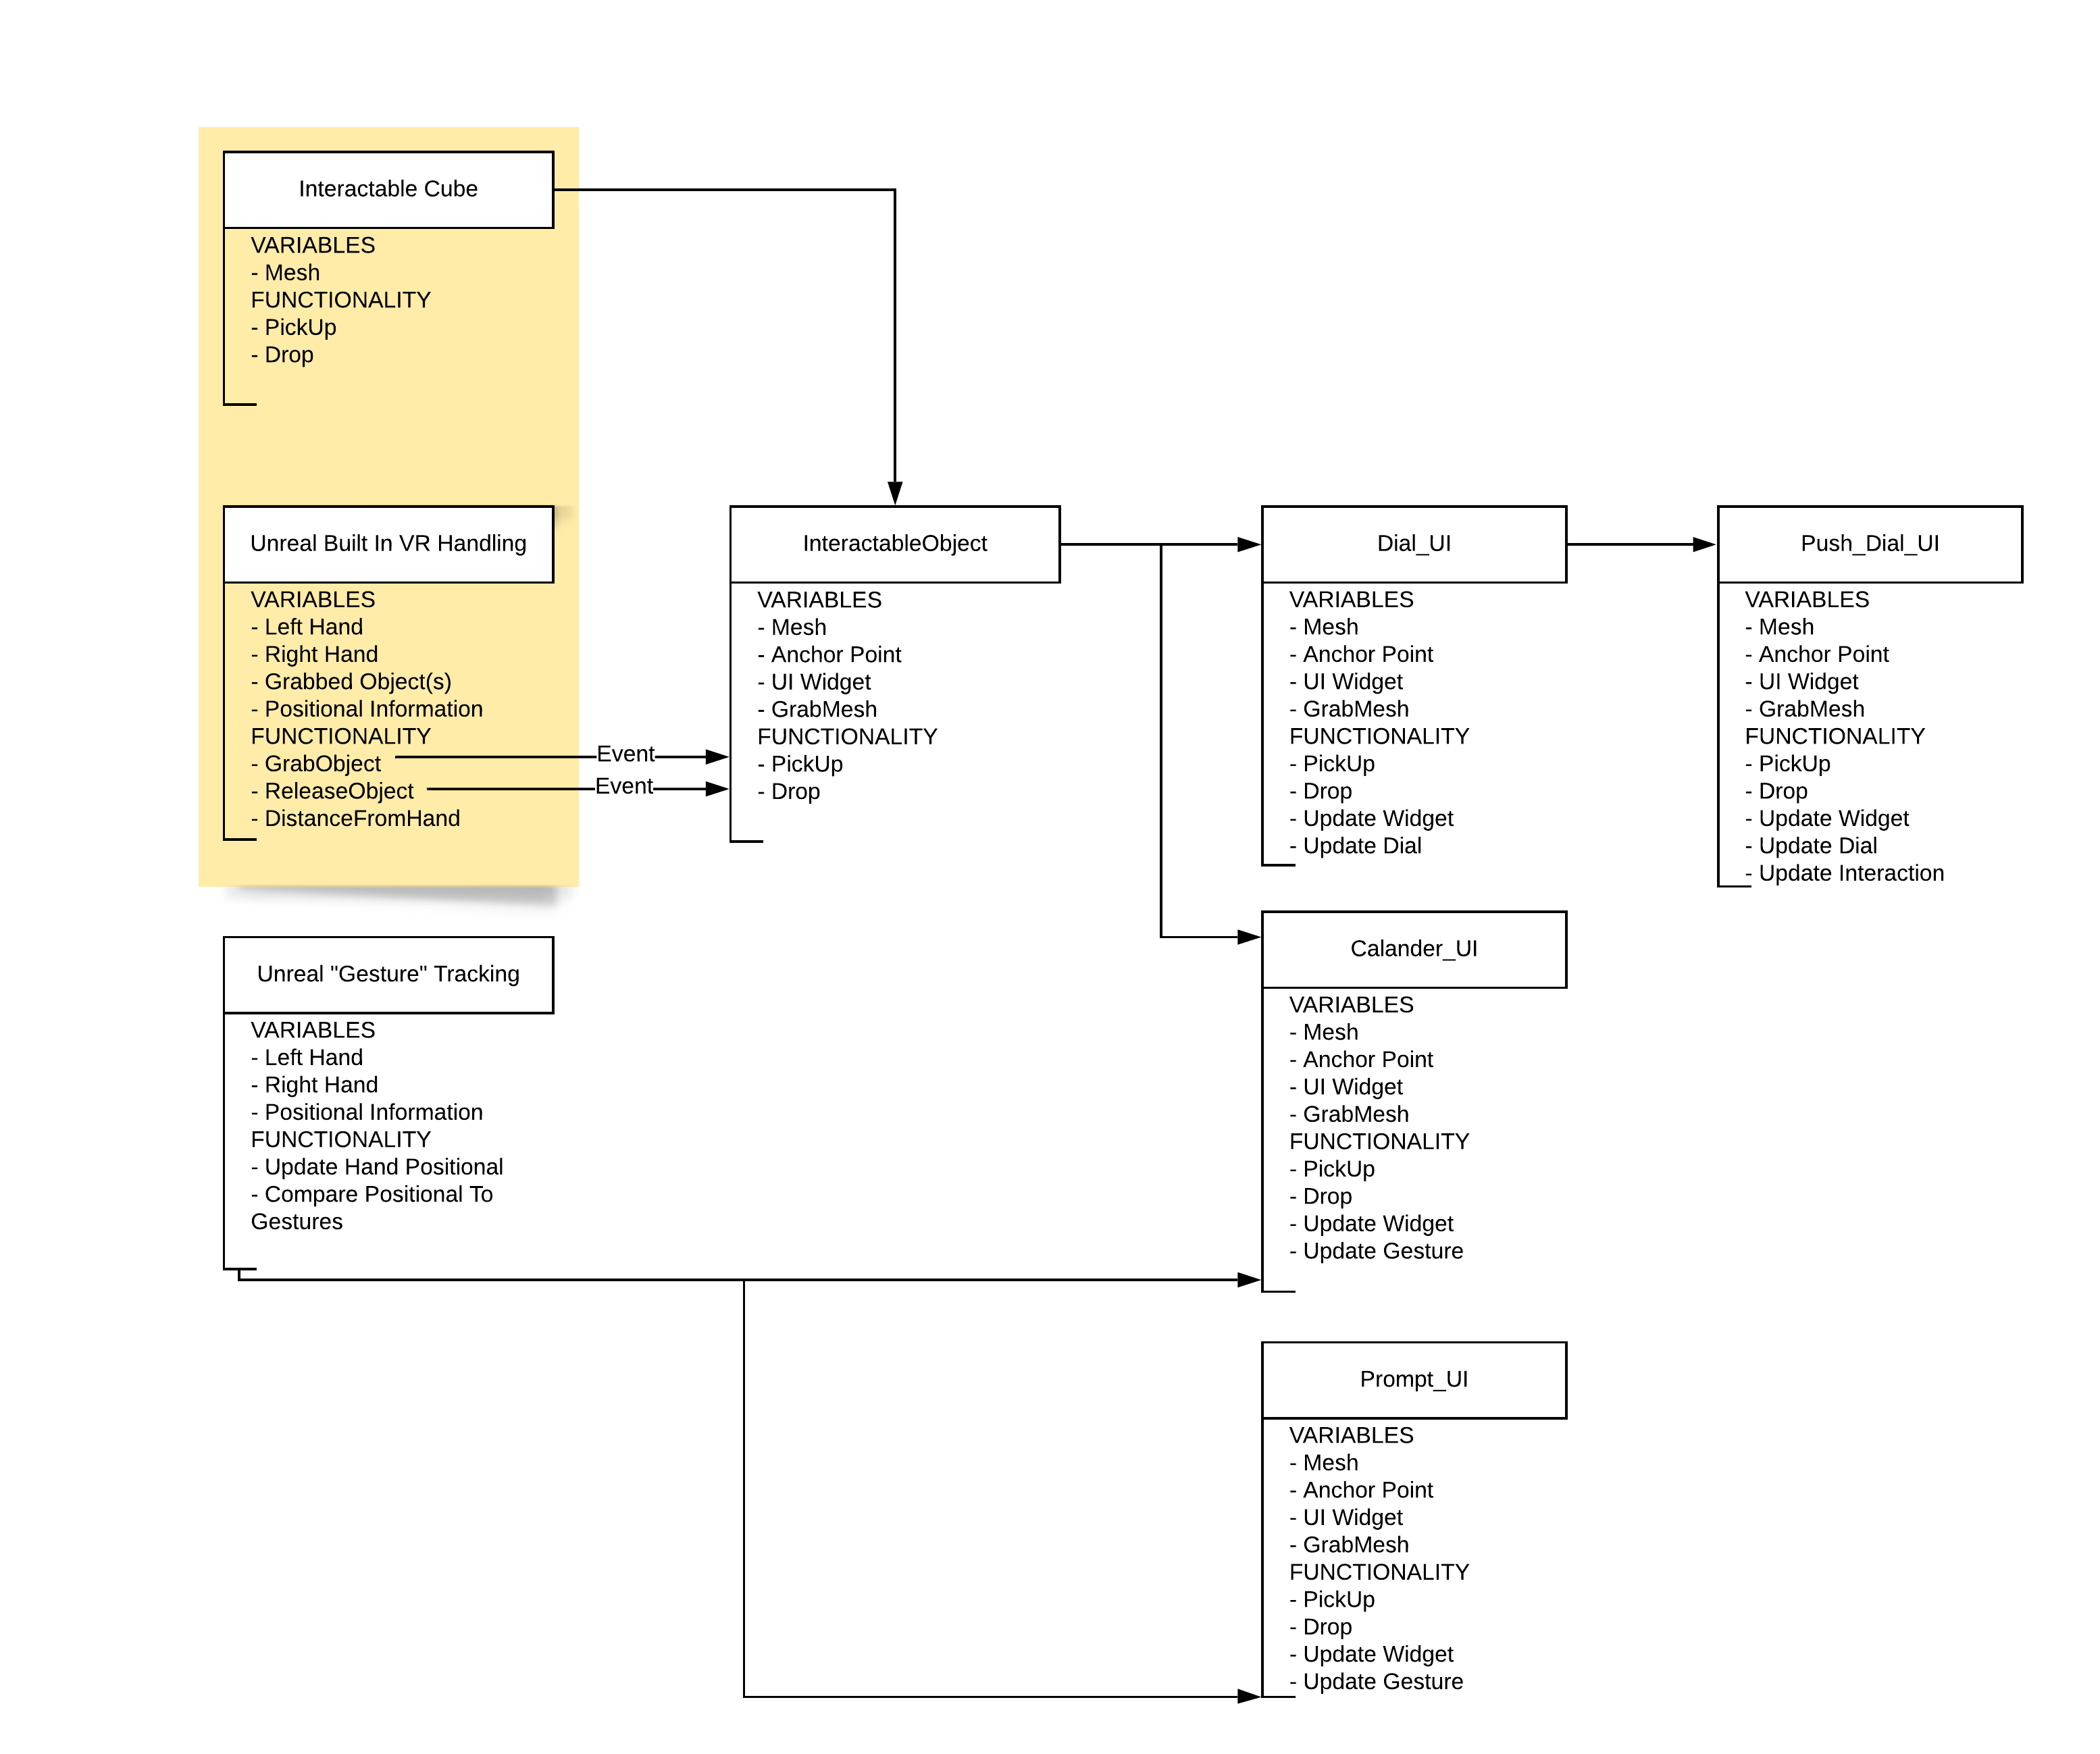 Interactable Cube
VARIABLES
- Mesh
FUNCTIONALITY
- PickUp
- Drop
Unreal Built In VR Handling
VARIABLES
- Left Hand
- Right Hand
- Grabbed Object(s)
- Positional Information
FUNCTIONALITY
- GrabObject
- ReleaseObject
- DistanceFromHand
Event
Event
InteractableObject
VARIABLES
- Mesh
- Anchor Point
- UI Widget
- GrabMesh
FUNCTIONALITY
- PickUp
- Drop
Dial_UI
VARIABLES
- Mesh
- Anchor Point
- UI Widget
- GrabMesh
FUNCTIONALITY
- PickUp
- Drop
- Update Widget
- Update Dial
Push_Dial_UI
VARIABLES
- Mesh
- Anchor Point
- UI Widget
- GrabMesh
FUNCTIONALITY
- PickUp
- Drop
- Update Widget
- Update Dial
- Update Interaction
Unreal "Gesture" Tracking
VARIABLES
- Left Hand
- Right Hand
- Positional Information
FUNCTIONALITY
- Update Hand Positional
- Compare Positional To
Gestures
Calander_UI
VARIABLES
- Mesh
- Anchor Point
- UI Widget
- GrabMesh
FUNCTIONALITY
- PickUp
- Drop
- Update Widget
- Update Gesture
Prompt_UI
VARIABLES
- Mesh
- Anchor Point
- UI Widget
- GrabMesh
FUNCTIONALITY
- PickUp
- Drop
- Update Widget
- Update Gesture